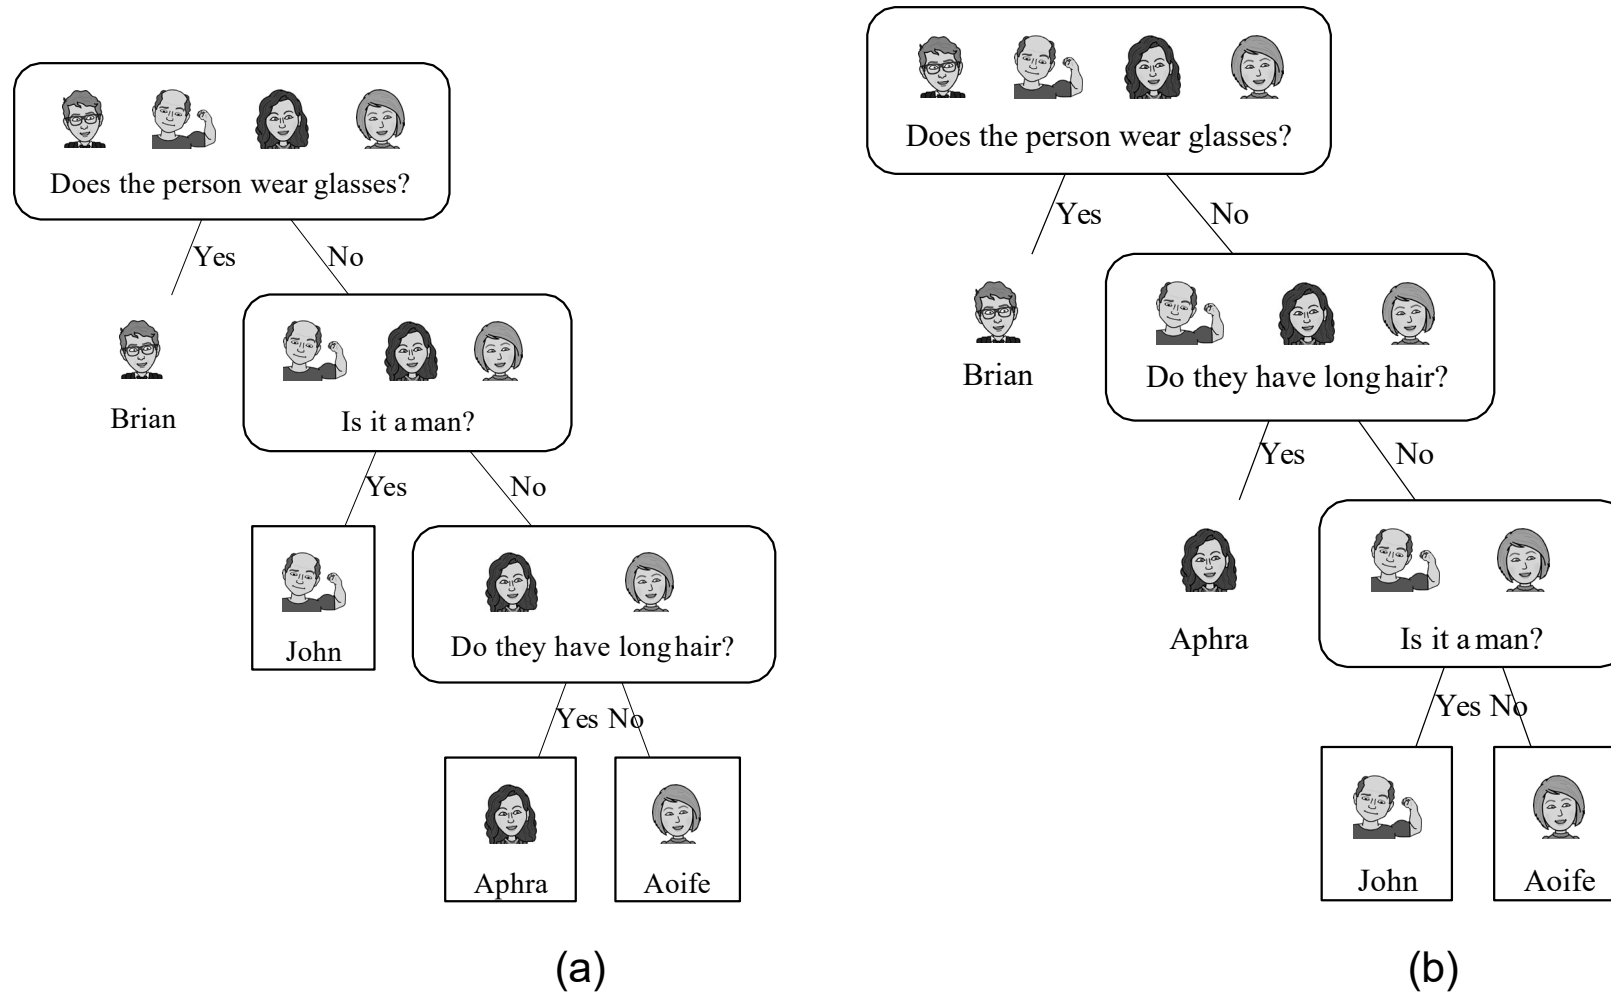 Does the person wear glasses?
Yes
No
Brian
Is it a man?
Yes
No
John
Do they have long hair?
Yes No
Aphra
Aoife
(a)
Does the person wear glasses?
Yes
No
Brian
Do they have long hair?
Yes
No
Aphra
Is it a man?
Yes No
John
Aoife
(b)